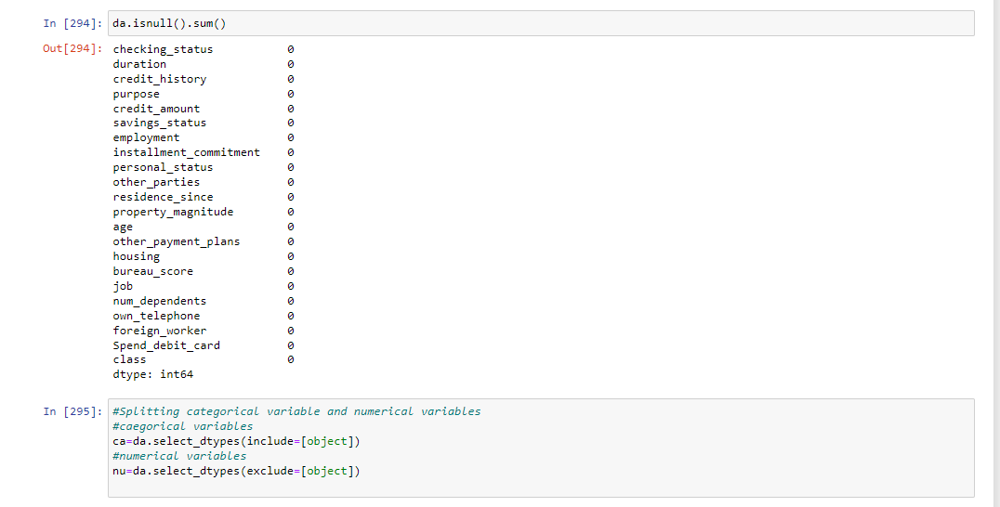 In [294]: da.isnull().sum()
Out[294]: checking_status 0
duration 0
credit_history 0
purpose 0
credit_amount 0
savings_status 0
employment 0
installment_commitment 0
personal_status 0
other_parties 0
residence_since 0
property_magnitude 0
age 0
other_payment_plans 0
housing 0
bureau_score 0
job 0
num_dependents 0
own_telephone 0
foreign_worker 0
Spend_debit_card 0
class 0
dtype: int64
In [295]: #Splitting categorical variable and numerical variables
#caegorical variables
ca=da.select_dtypes(include=[object])
#numerical variables
nu=da.select_dtypes(exclude=[object])